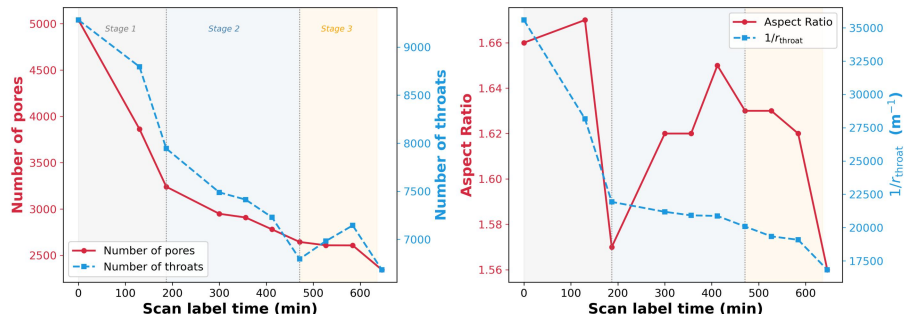 Stage 1
Stage 2
Stage 3
5000
4500
4000
3500
3000
2500
Number of pores
9000
8500
8000
7500
7000
Number of throats
Number of pores
Number of throats
0 100 200 300 400 500 600
Scan label time (min)
1.66
1.64
1.62
1.60
1.58
1.56
Aspect Ratio
Aspect Ratio
1/r_throat
35000
32500
30000
27500
25000
22500
20000
17500
1/r_throat (m⁻¹)
0 100 200 300 400 500 600
Scan label time (min)